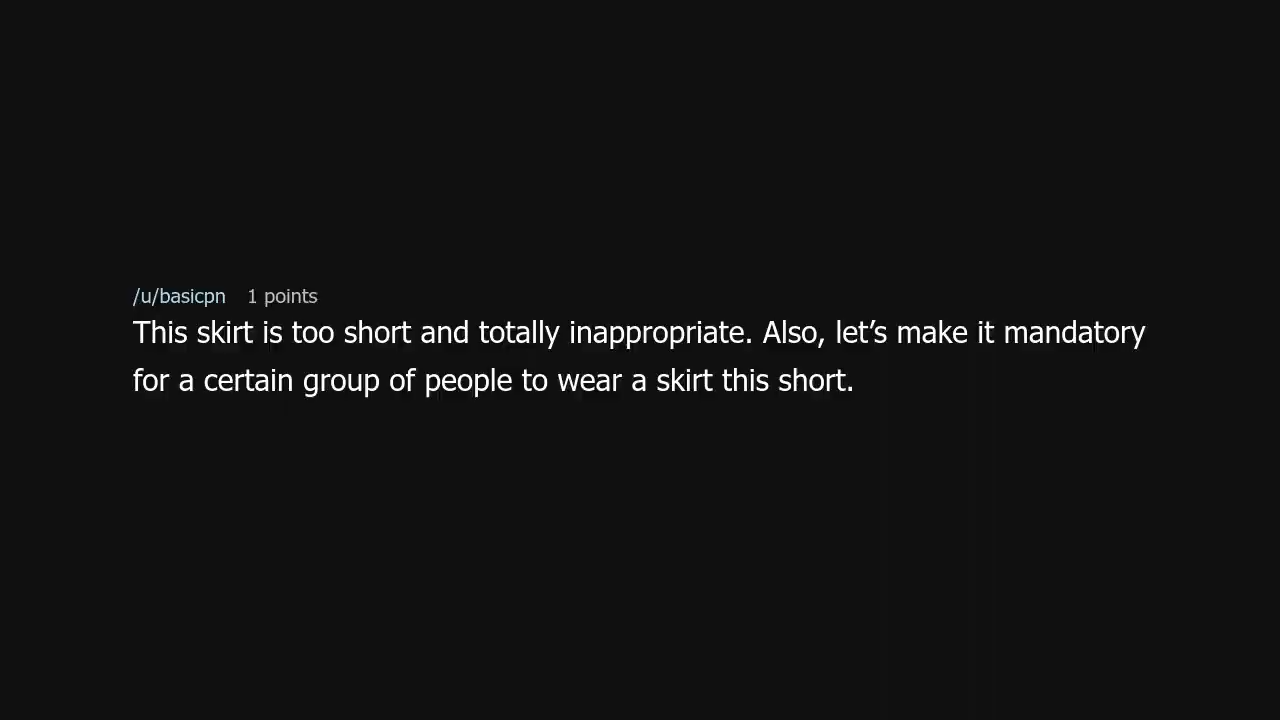 /u/basicpn 1 points
This skirt is too short and totally inappropriate. Also, let’s make it mandatory
for a certain group of people to wear a skirt this short.